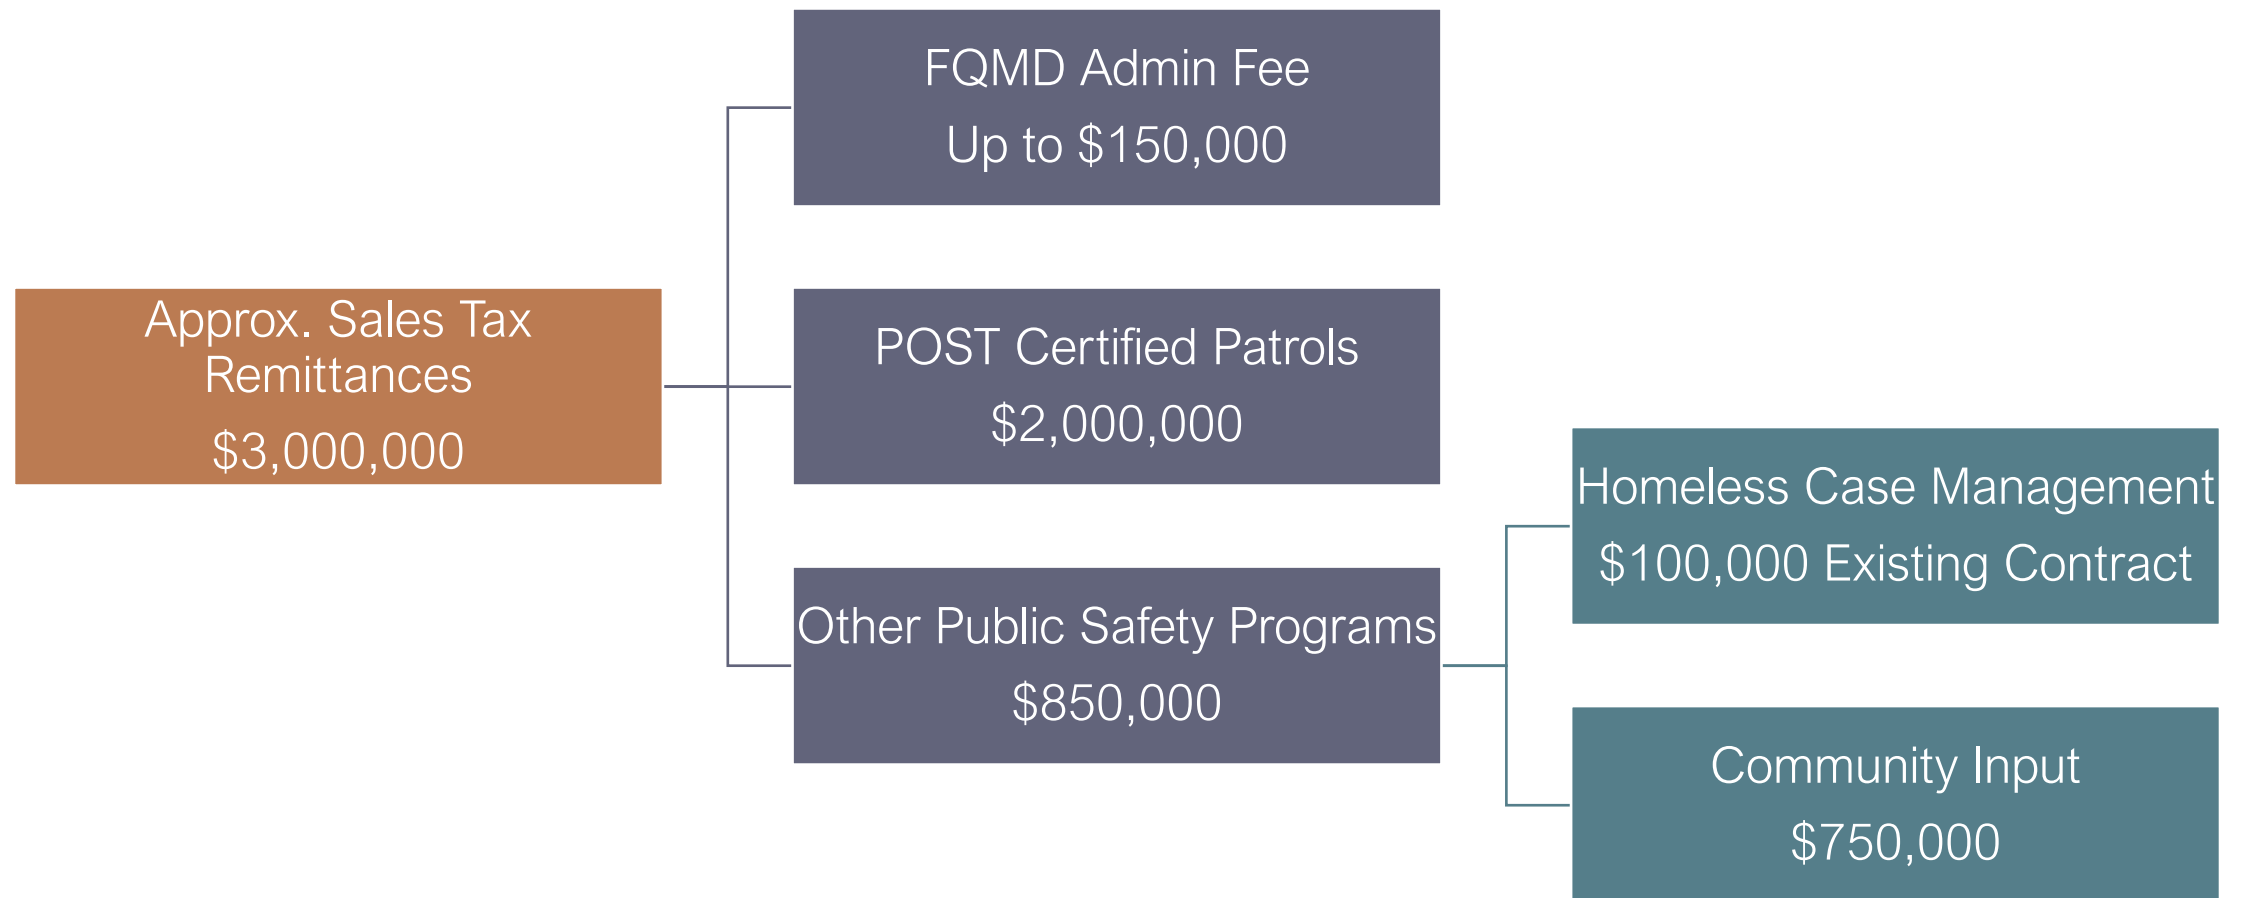 FQMD Admin Fee
Up to $150,000
Approx. Sales Tax
Remittances
$3,000,000
POST Certified Patrols
$2,000,000
Other Public Safety Programs
$850,000
Homeless Case Management
$100,000 Existing Contract
Community Input
$750,000